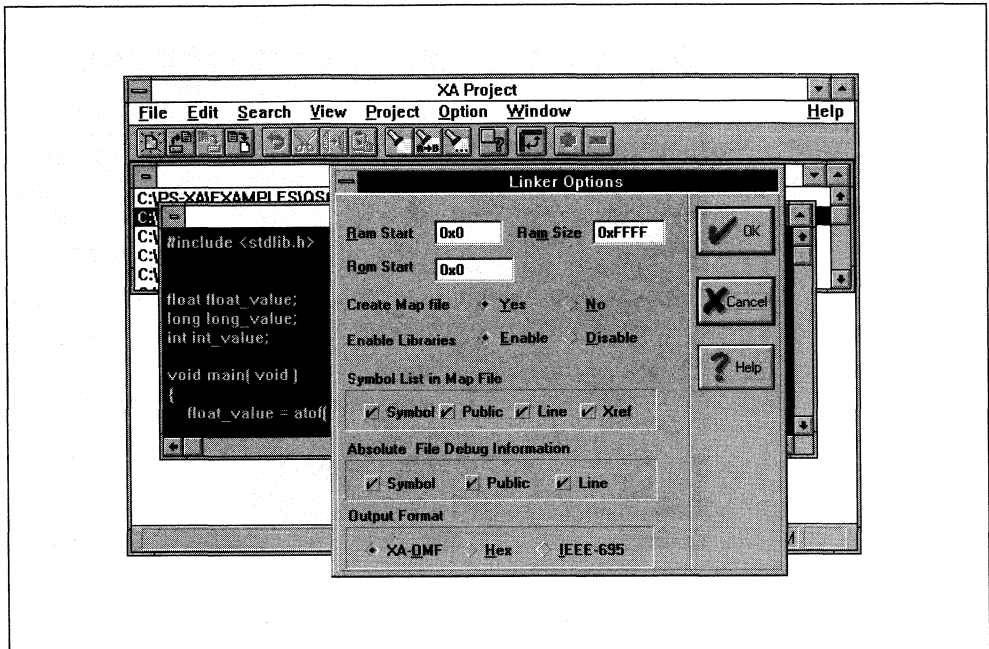 XA Project
File Edit Search View Project Option Window Help
A→B
C:\PS-XA\EXAMPLES\OS
C:\
C:\
C:\
C:\
#include <stdlib.h>
float float_value;
long long_value;
int int_value;
void main( void )
{
float_value = atof(
Linker Options
Ram Start 0x0 Ram Size 0xFFFF
Rom Start 0x0
Create Map file Yes No
Enable Libraries Enable Disable
Symbol List in Map File
Symbol Public Line Xref
Absolute File Debug Information
Symbol Public Line
Output Format
XA-OMF Hex IEEE-695
OK
Cancel
Help